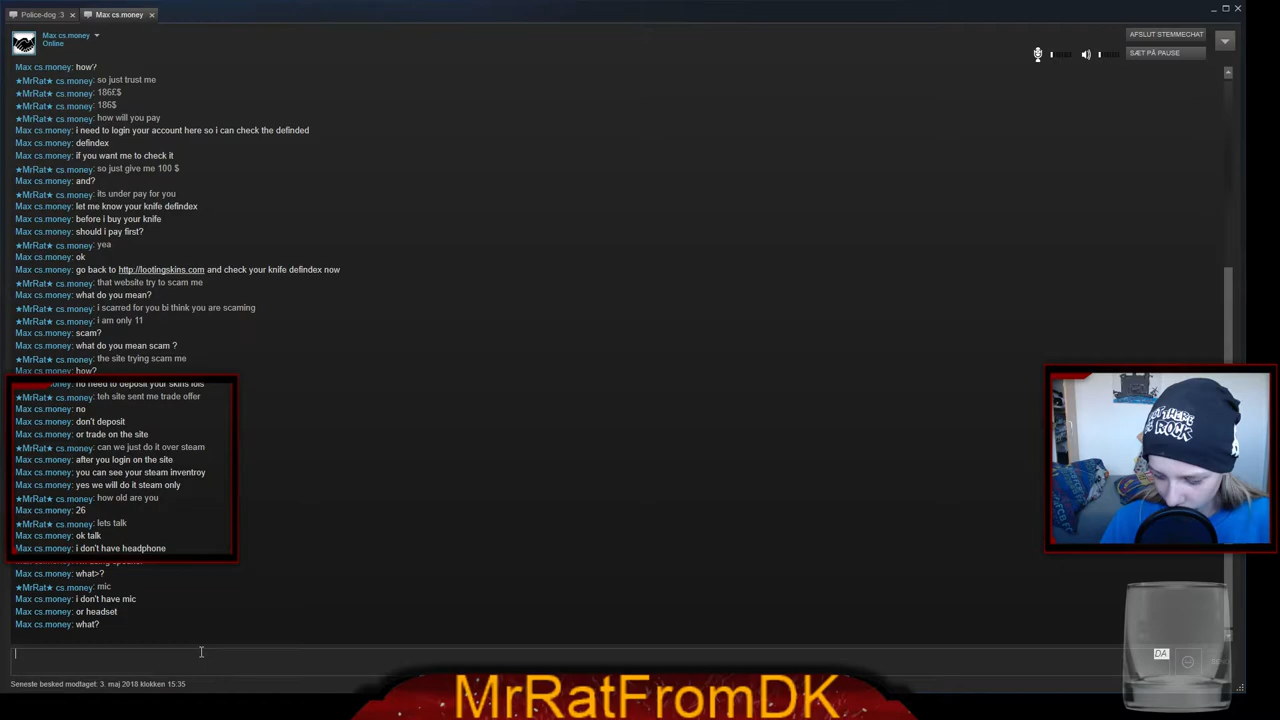 Police-dog :3
Max cs.money
Max cs.money
Online
AFSLUT STEMMECHAT
SÆT PÅ PAUSE
Max cs.money: how?
★MrRat★ cs.money: so just trust me
★MrRat★ cs.money: 186£$
★MrRat★ cs.money: 186$
★MrRat★ cs.money: how will you pay
Max cs.money: i need to login your account here so i can check the definded
Max cs.money: defindex
Max cs.money: if you want me to check it
★MrRat★ cs.money: so just give me 100 $
Max cs.money: and?
★MrRat★ cs.money: its under pay for you
Max cs.money: let me know your knife defindex
Max cs.money: before i buy your knife
Max cs.money: should i pay first?
★MrRat★ cs.money: yea
Max cs.money: ok
Max cs.money: go back to http://lootingskins.com and check your knife defindex now
★MrRat★ cs.money: that website try to scam me
Max cs.money: what do you mean?
★MrRat★ cs.money: i scarred for you bi think you are scaming
★MrRat★ cs.money: i am only 11
Max cs.money: scam?
Max cs.money: what do you mean scam ?
★MrRat★ cs.money: the site trying scam me
Max cs.money: how?
no need to deposit your skins lols
★MrRat★ cs.money: teh site sent me trade offer
Max cs.money: no
Max cs.money: don't deposit
Max cs.money: or trade on the site
★MrRat★ cs.money: can we just do it over steam
Max cs.money: after you login on the site
Max cs.money: you can see your steam inventroy
Max cs.money: yes we will do it steam only
★MrRat★ cs.money: how old are you
Max cs.money: 26
★MrRat★ cs.money: lets talk
Max cs.money: ok talk
Max cs.money: i don't have headphone
Max cs.money: what>?
★MrRat★ cs.money: mic
Max cs.money: i don't have mic
Max cs.money: or headset
Max cs.money: what?
DA
Seneste besked modtaget: 3. maj 2018 klokken 15:35
MrRatFromDK